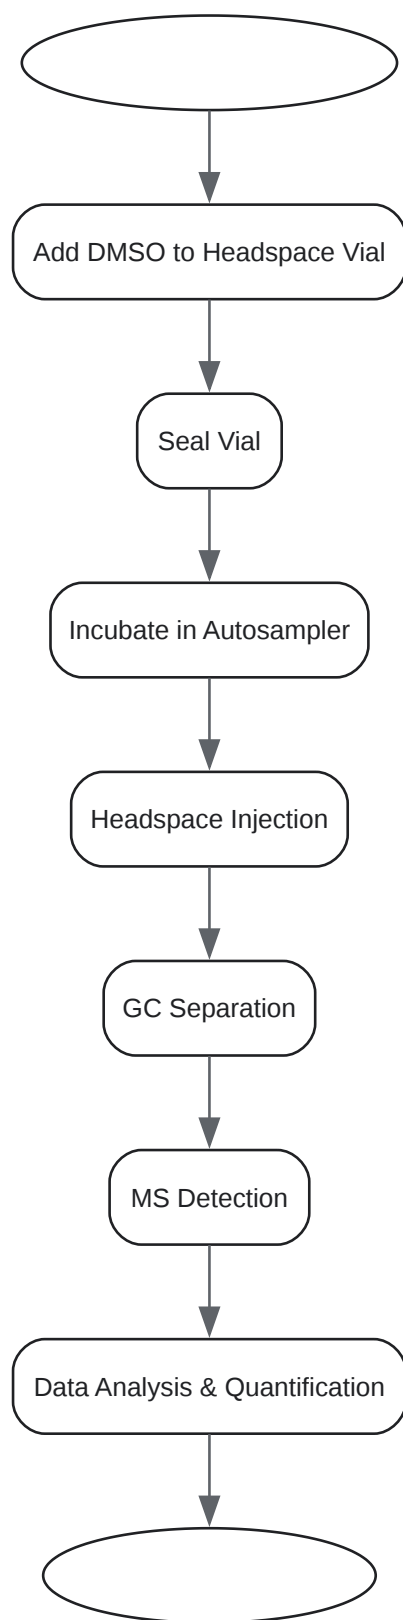 Add DMSO to Headspace Vial
Seal Vial
Incubate in Autosampler
Headspace Injection
GC Separation
MS Detection
Data Analysis & Quantification